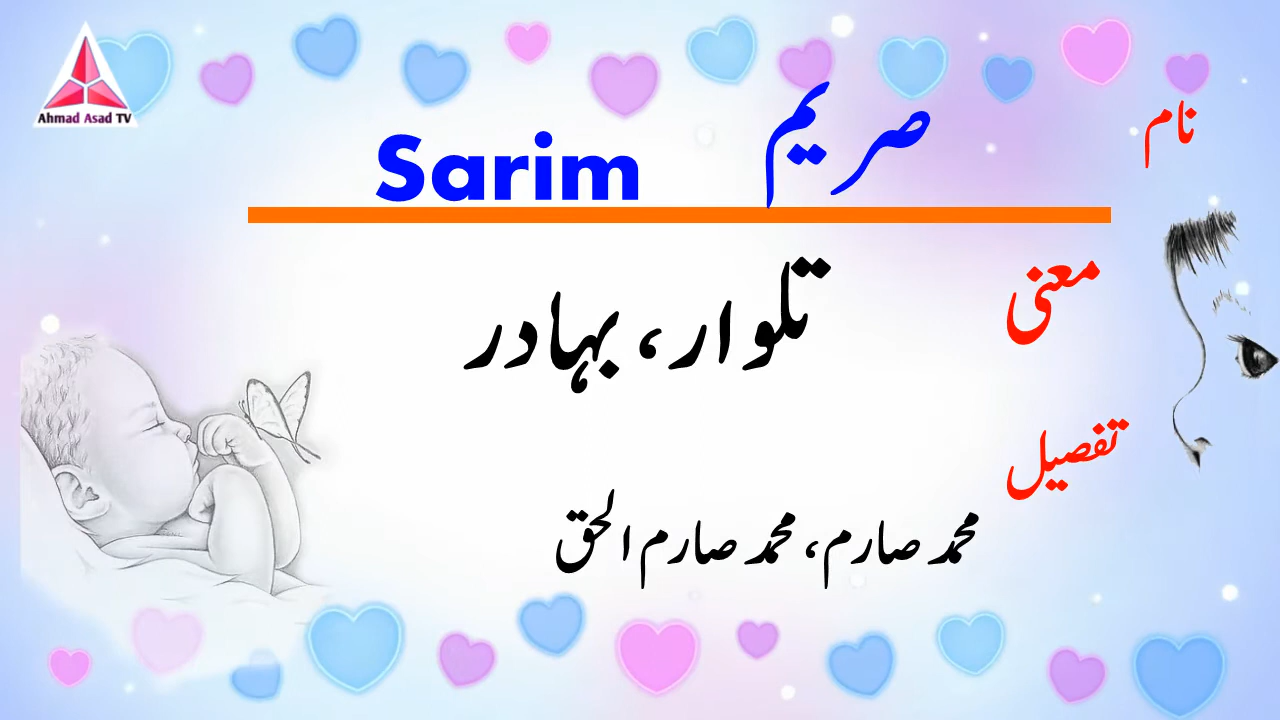 Ahmad Asad TV
نام
صریم Sarim
معنی
تلوار، بہادر
تفصیل
محمد صارم، محمد صارم الحق